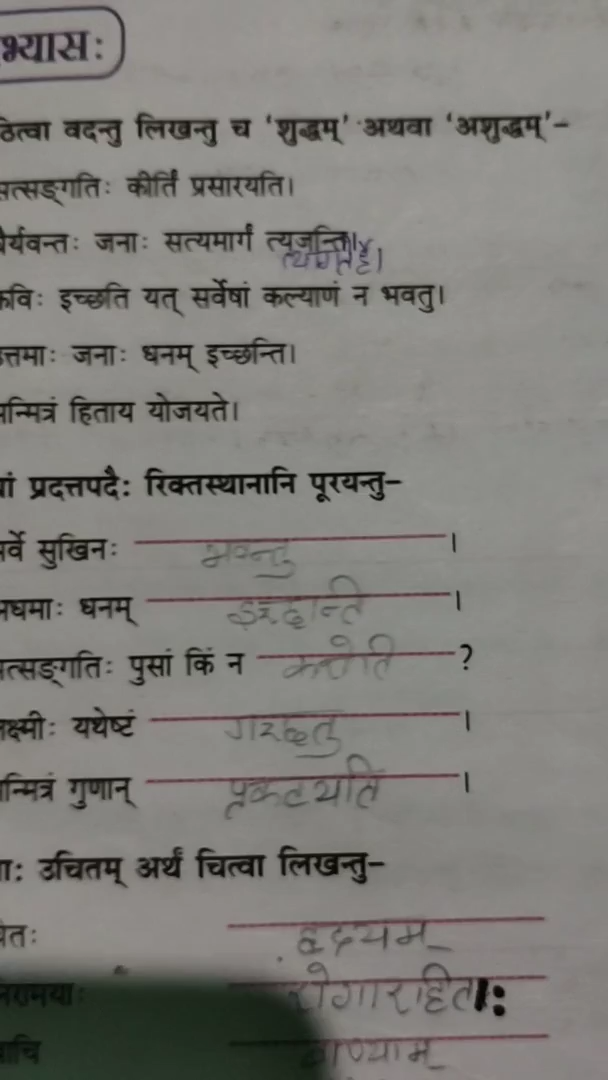 भ्यासः
ठित्वा वदन्तु लिखन्तु च 'शुद्धम्' अथवा 'अशुद्धम्'-
सत्सङ्गतिः कीर्तिं प्रसारयति।
र्यवन्तः जनाः सत्यमार्गं त्यजन्ति।
विः इच्छति यत् सर्वेषां कल्याणं न भवतु।
त्तमाः जनाः धनम् इच्छन्ति।
न्मित्रं हिताय योजयते।
ां प्रदत्तपदैः रिक्तस्थानानि पूरयन्तु-
र्वे सुखिनः भवन्तु ।
धमाः धनम् इच्छन्ति ।
त्सङ्गतिः पुसां किं न करोति ?
क्ष्मीः यथेष्टं गच्छतु ।
न्मित्रं गुणान् प्रकटयति ।
ाः उचितम् अर्थं चित्वा लिखन्तु-
ेतः हृदयम्
रामयाः रोगारहिताः
ाचि वाण्याम्